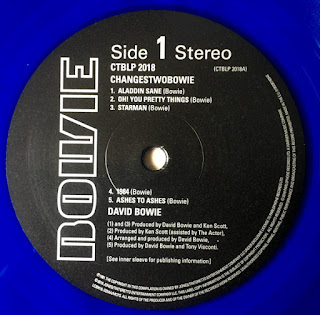 BOWIE
Side 1 Stereo
CTBLP 2018
(CTBLP 2018A)
CHANGESTWOBOWIE
1. ALADDIN SANE (Bowie)
2. OH! YOU PRETTY THINGS (Bowie)
3. STARMAN (Bowie)
4. 1984 (Bowie)
5. ASHES TO ASHES (Bowie)
DAVID BOWIE
(1) and (3) Produced by David Bowie and Ken Scott,
(2) Produced by Ken Scott (assisted by The Actor),
(4) Arranged and produced by David Bowie,
(5) Produced by David Bowie and Tony Visconti.
[See inner sleeve for publishing information]